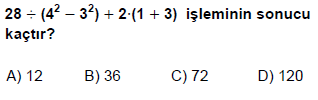 28 ÷ (4² − 3²) + 2·(1 + 3) işleminin sonucu
kaçtır?
A) 12 B) 36 C) 72 D) 120